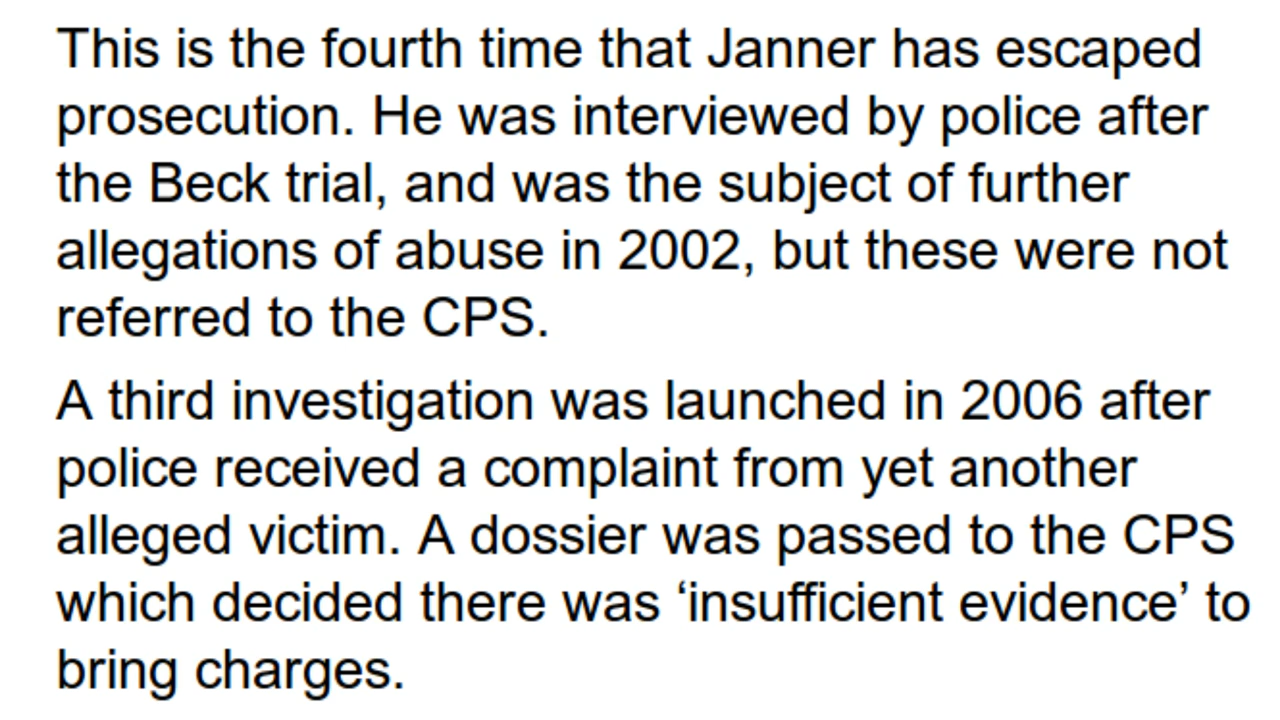 This is the fourth time that Janner has escaped
prosecution. He was interviewed by police after
the Beck trial, and was the subject of further
allegations of abuse in 2002, but these were not
referred to the CPS.
A third investigation was launched in 2006 after
police received a complaint from yet another
alleged victim. A dossier was passed to the CPS
which decided there was ‘insufficient evidence’ to
bring charges.